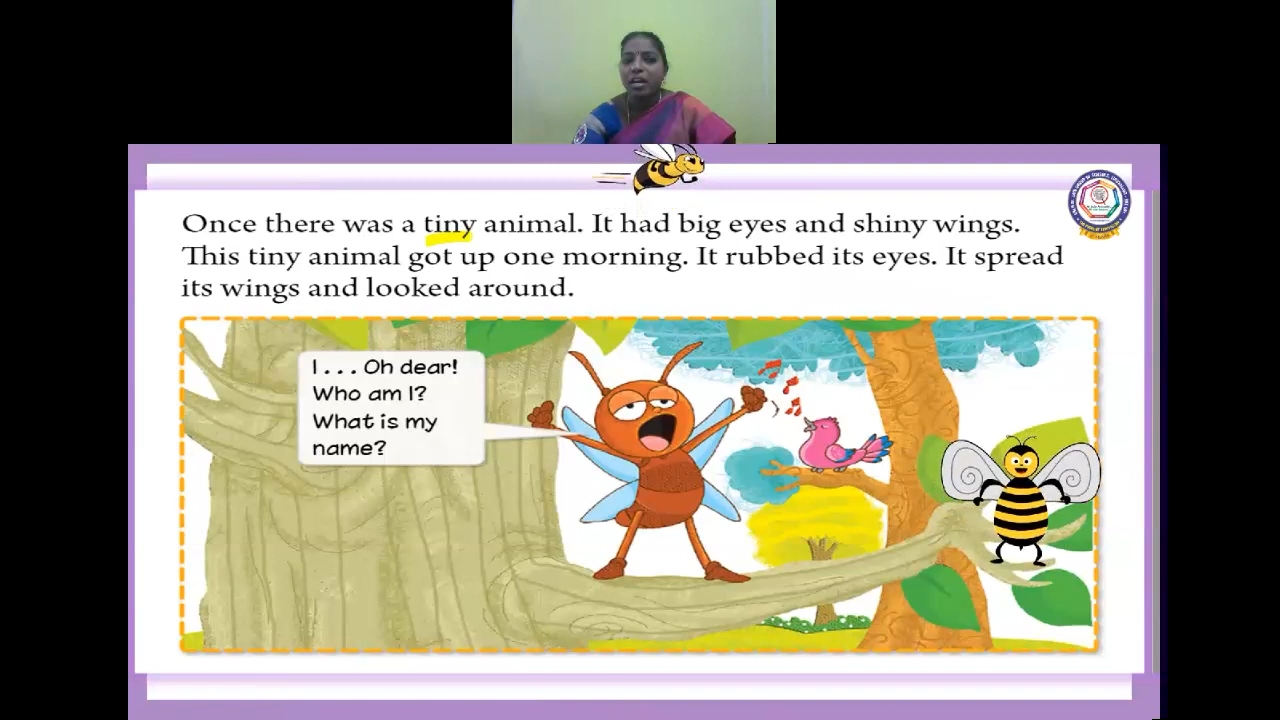 Once there was a tiny animal. It had big eyes and shiny wings.
This tiny animal got up one morning. It rubbed its eyes. It spread
its wings and looked around.
I . . . Oh dear!
Who am I?
What is my
name?